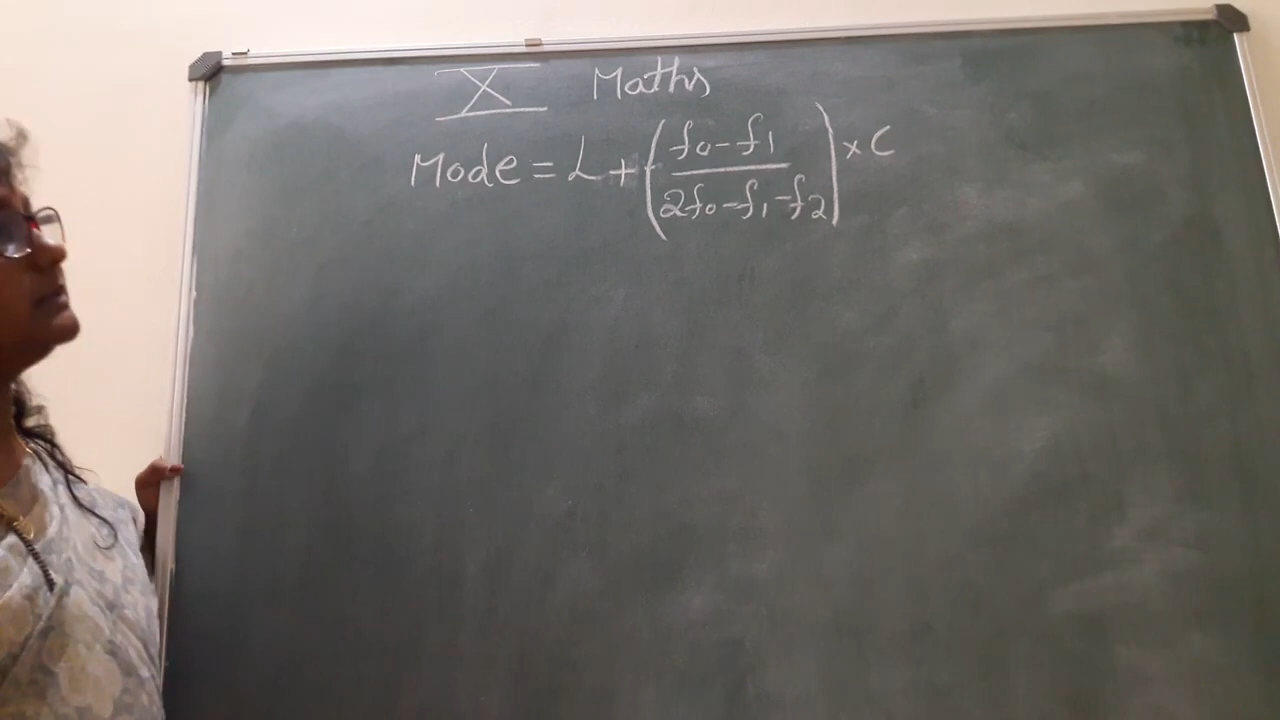 X Maths
Mode = L + (f0 - f1 / 2f0 - f1 - f2) × C